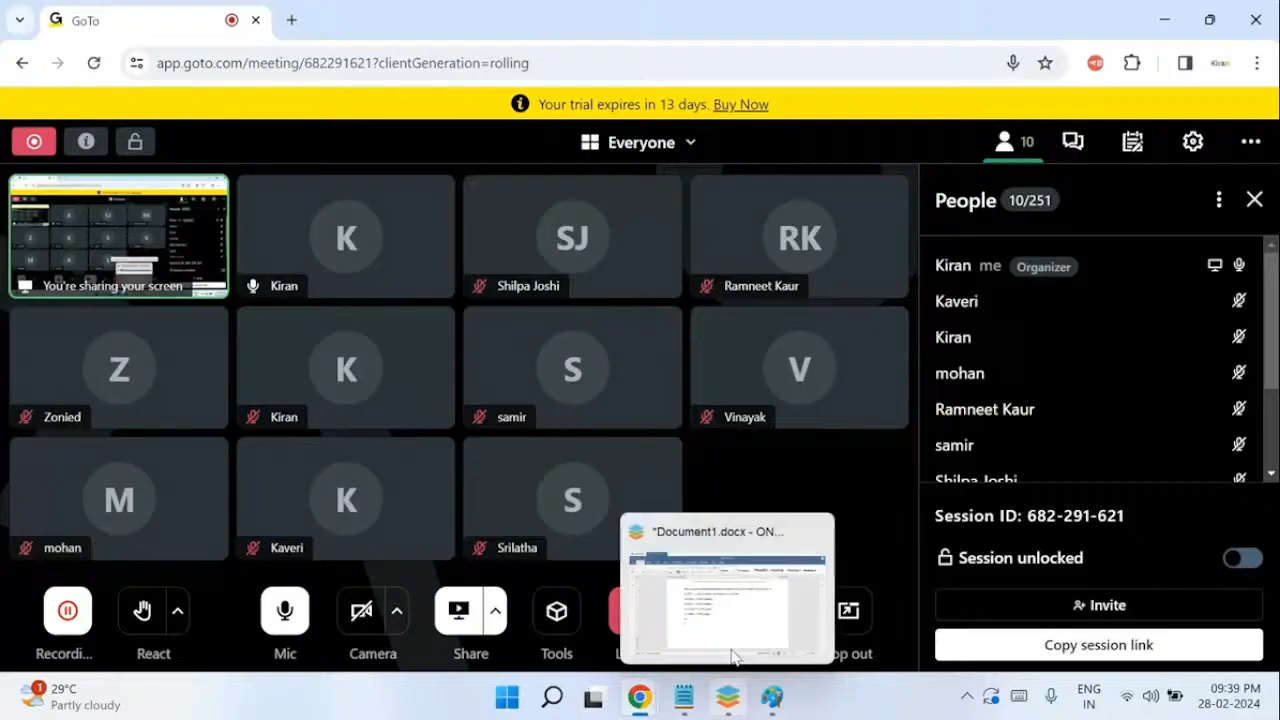 GoTo
app.goto.com/meeting/682291621?clientGeneration=rolling
Kiran
Your trial expires in 13 days. Buy Now
Everyone
10
You're sharing your screen
K
Kiran
SJ
Shilpa Joshi
RK
Ramneet Kaur
Z
Zonied
K
Kiran
S
samir
V
Vinayak
M
mohan
K
Kaveri
S
Srilatha
People 10/251
Kiran me Organizer
Kaveri
Kiran
mohan
Ramneet Kaur
samir
Shilpa Joshi
Session ID: 682-291-621
Session unlocked
Invite
Copy session link
"Document1.docx - ON...
Recordi...
React
Mic
Camera
Share
Tools
out
1
29°C
Partly cloudy
ENG
IN
09:39 PM
28-02-2024